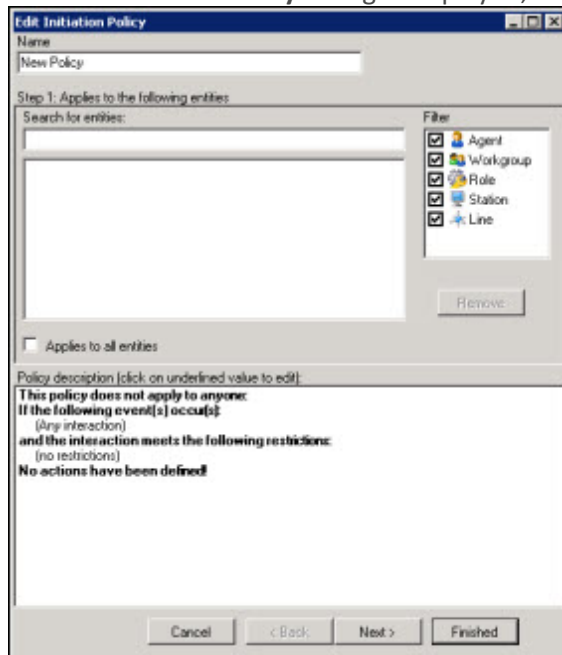 Edit Initiation Policy
Name
New Policy
Step 1: Applies to the following entities
Search for entities:
Filter
Agent
Workgroup
Role
Station
Line
Remove
Applies to all entities
Policy description (click on underlined value to edit):
This policy does not apply to anyone:
If the following event(s) occur(s):
(Any interaction)
and the interaction meets the following restrictions:
(no restrictions)
No actions have been defined!
Cancel
< Back
Next >
Finished